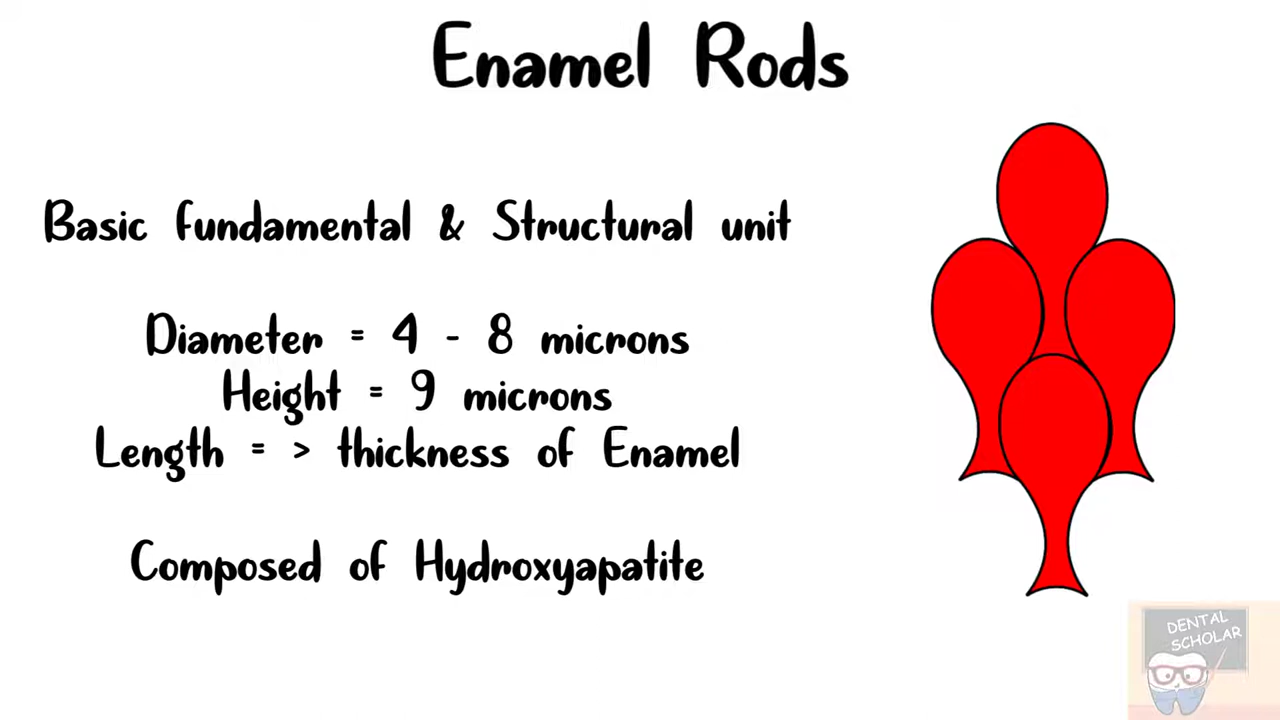 Enamel Rods
Basic fundamental & Structural unit
Diameter = 4 - 8 microns
Height = 9 microns
Length = > thickness of Enamel
Composed of Hydroxyapatite
DENTAL
SCHOLAR